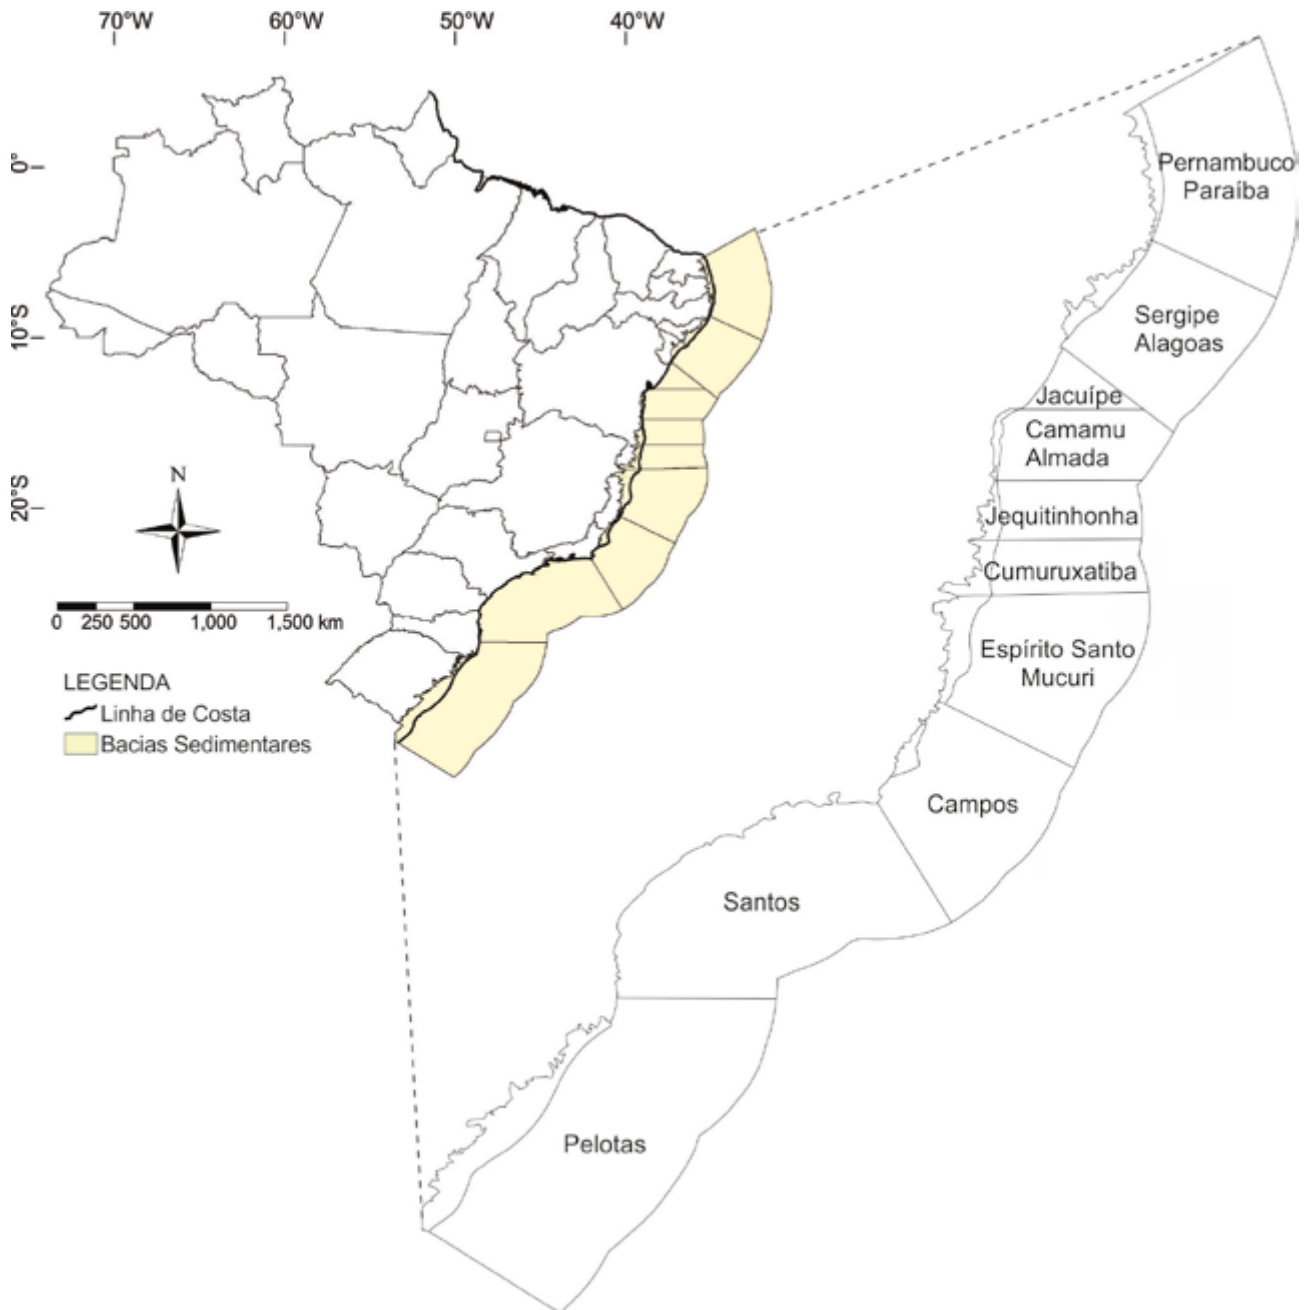 70°W 60°W 50°W 40°W
0°
10°S
20°S
N
0 250 500 1,000 1,500 km
LEGENDA
Linha de Costa
Bacias Sedimentares
Pernambuco
Paraíba
Sergipe
Alagoas
Jacuípe
Camamu
Almada
Jequitinhonha
Cumuruxatiba
Espírito Santo
Mucuri
Campos
Santos
Pelotas